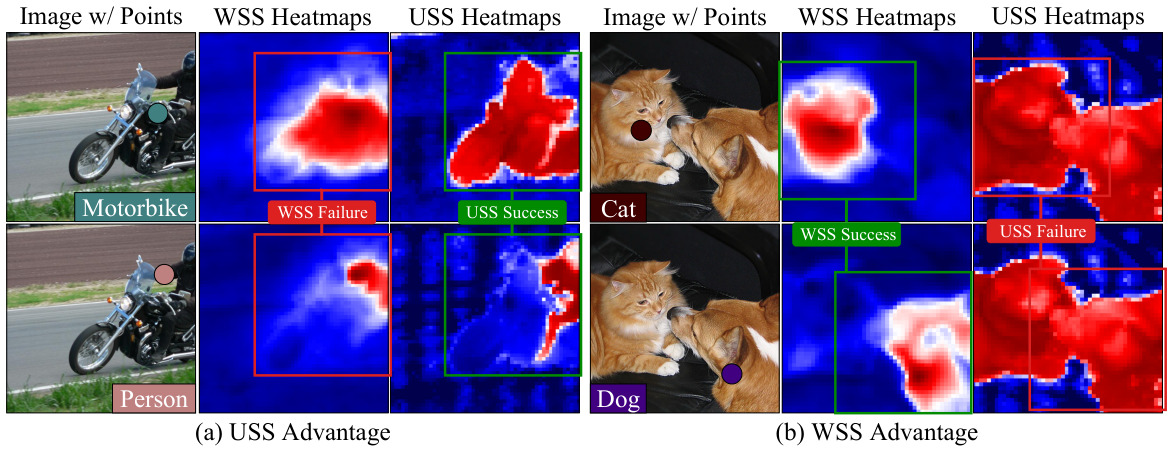 Image w/ Points WSS Heatmaps USS Heatmaps Image w/ Points WSS Heatmaps USS Heatmaps
Motorbike
WSS Failure
USS Success
Cat
WSS Success
USS Failure
Person
Dog
(a) USS Advantage
(b) WSS Advantage